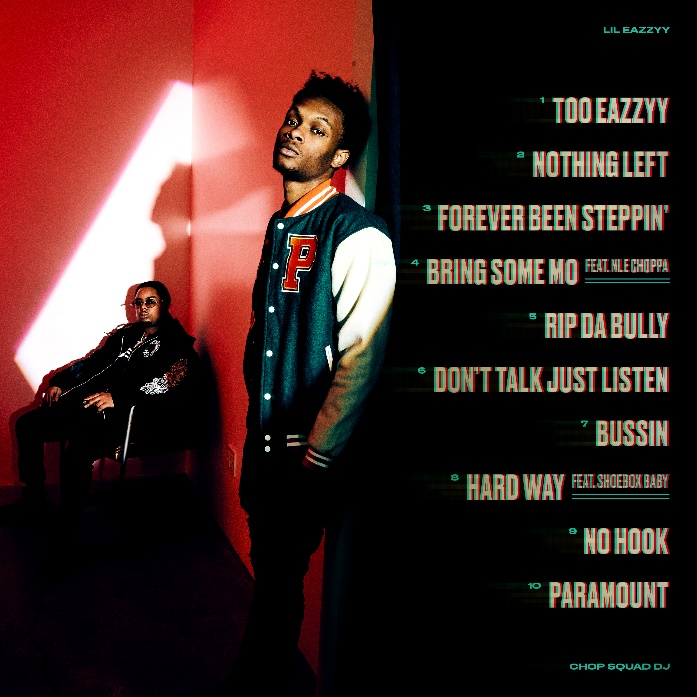 LIL EAZZYY
1 TOO EAZZYY
2 NOTHING LEFT
3 FOREVER BEEN STEPPIN'
4 BRING SOME MO FEAT. NLE CHOPPA
5 RIP DA BULLY
6 DON'T TALK JUST LISTEN
7 BUSSIN
8 HARD WAY FEAT. SHOEBOX BABY
9 NO HOOK
10 PARAMOUNT
CHOP SQUAD DJ
P